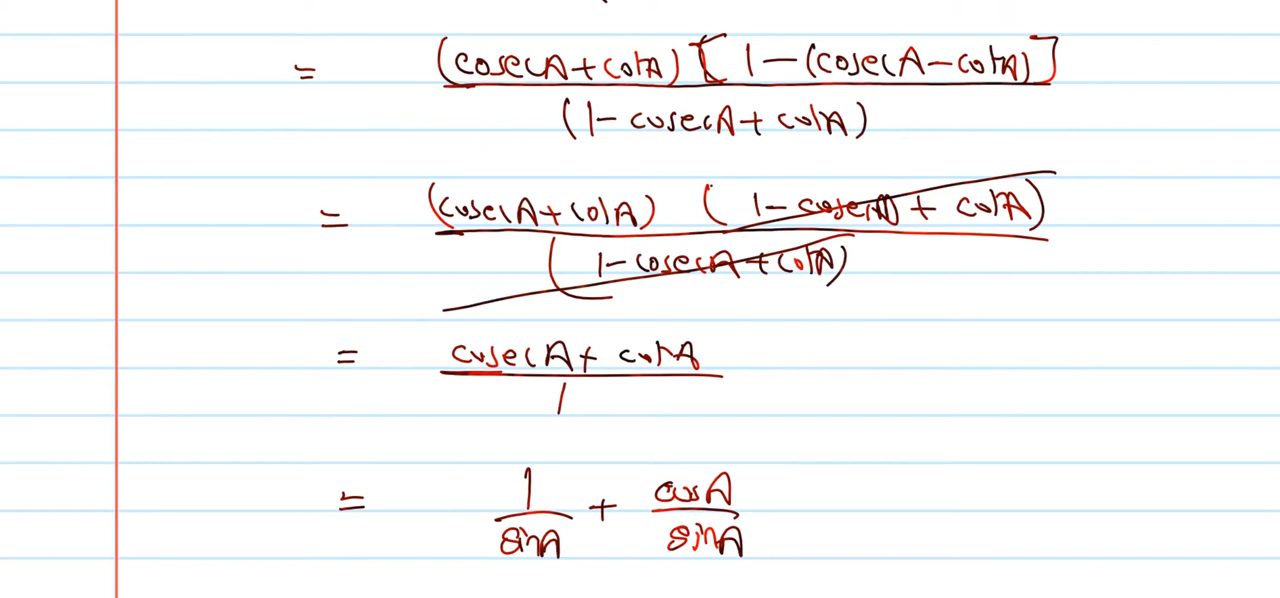 = (cosecA+cotA) [ 1-(cosecA-cotA) ]
(1-cosecA+cotA)
= (cosecA+cotA) ( 1-cosecA + cotA)
( 1-cosecA+cotA)
= cosecA+ cotA
1
= 1 + cosA
sinA sinA